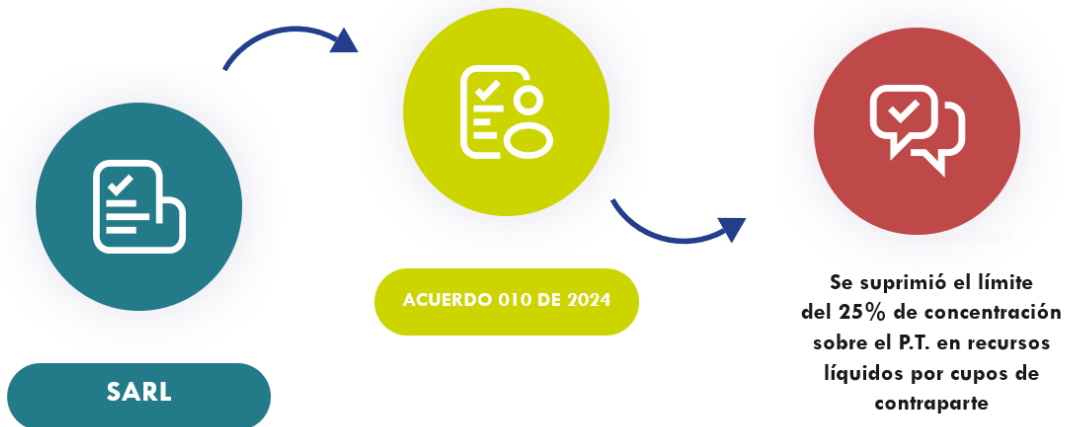 SARL
ACUERDO 010 DE 2024
Se suprimió el límite
del 25% de concentración
sobre el P.T. en recursos
líquidos por cupos de
contraparte